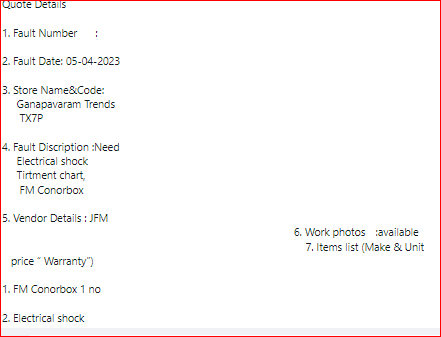 Quote Details
1. Fault Number :
2. Fault Date: 05-04-2023
3. Store Name&Code:
Ganapavaram Trends
TX7P
4. Fault Discription :Need
Electrical shock
Tirtment chart,
FM Conorbox
5. Vendor Details : JFM
6. Work photos :available
7. Items list (Make & Unit
price “ Warranty”)
1. FM Conorbox 1 no
2. Electrical shock